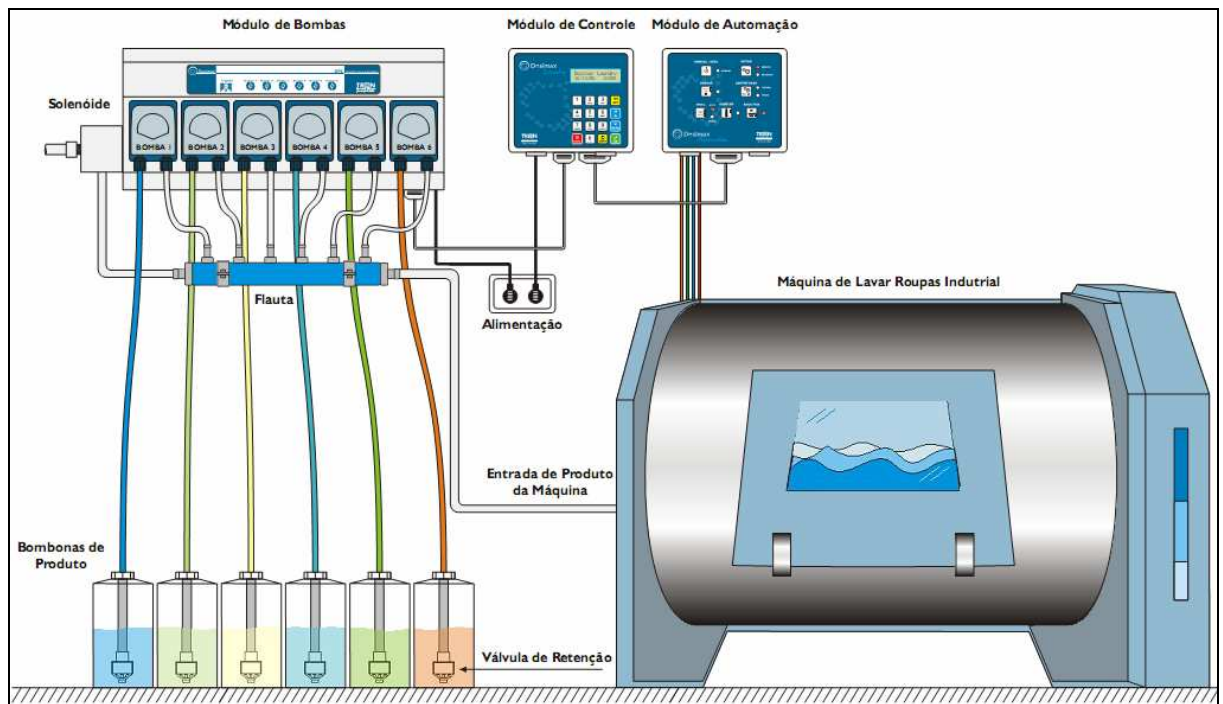 Módulo de Bombas
Módulo de Controle
Módulo de Automação
Solenóide
BOMBA 1
BOMBA 2
BOMBA 3
BOMBA 4
BOMBA 5
BOMBA 6
Flauta
Alimentação
Máquina de Lavar Roupas Indutrial
Entrada de Produto
da Máquina
Bombonas de
Produto
Válvula de Retenção